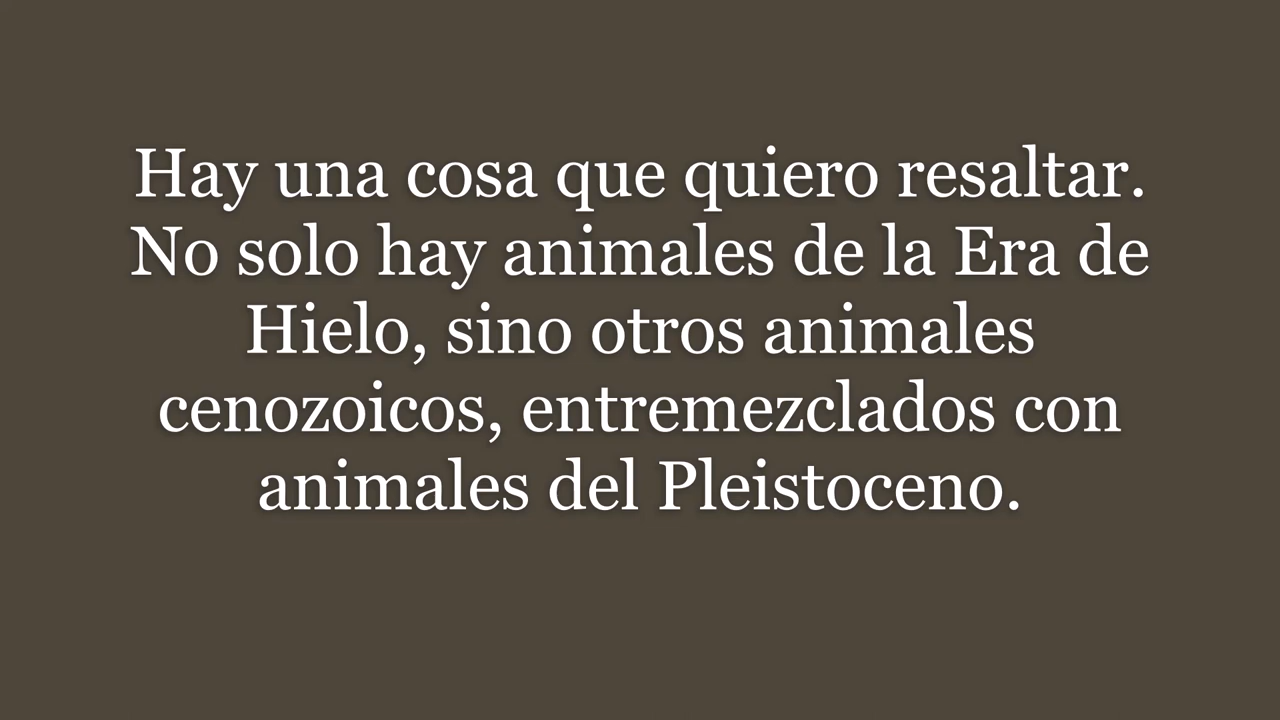 Hay una cosa que quiero resaltar.
No solo hay animales de la Era de
Hielo, sino otros animales
cenozoicos, entremezclados con
animales del Pleistoceno.